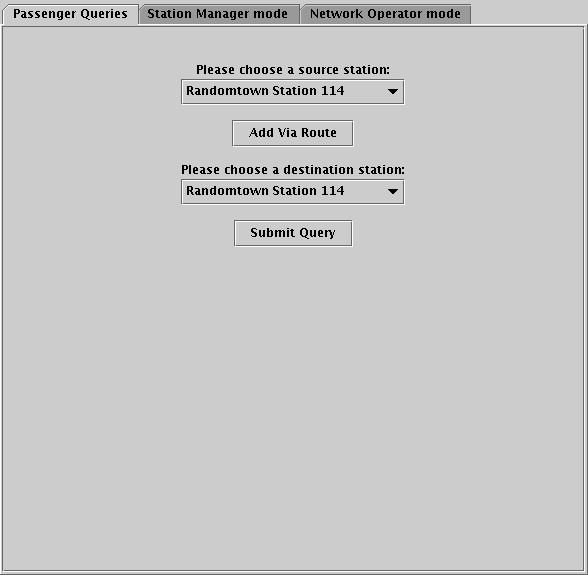 Passenger Queries Station Manager mode Network Operator mode
Please choose a source station:
Randomtown Station 114
Add Via Route
Please choose a destination station:
Randomtown Station 114
Submit Query